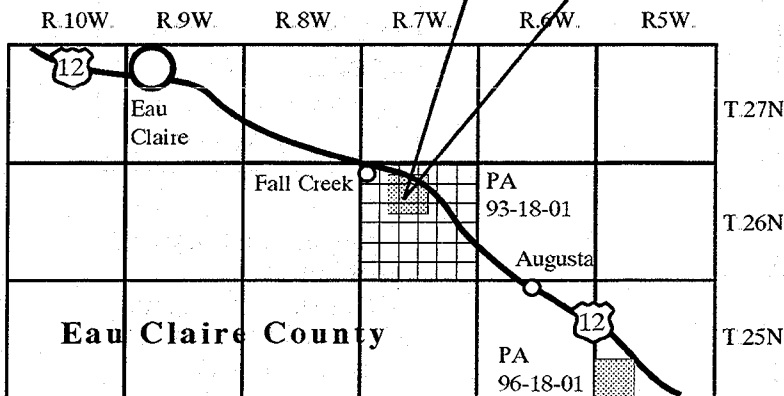 R.10W. R.9W. R.8W. R.7W. R.6W. R5W.
12
Eau
Claire
T.27N
Fall Creek
PA
93-18-01
T.26N
Augusta
Eau Claire County
12
T.25N
PA
96-18-01